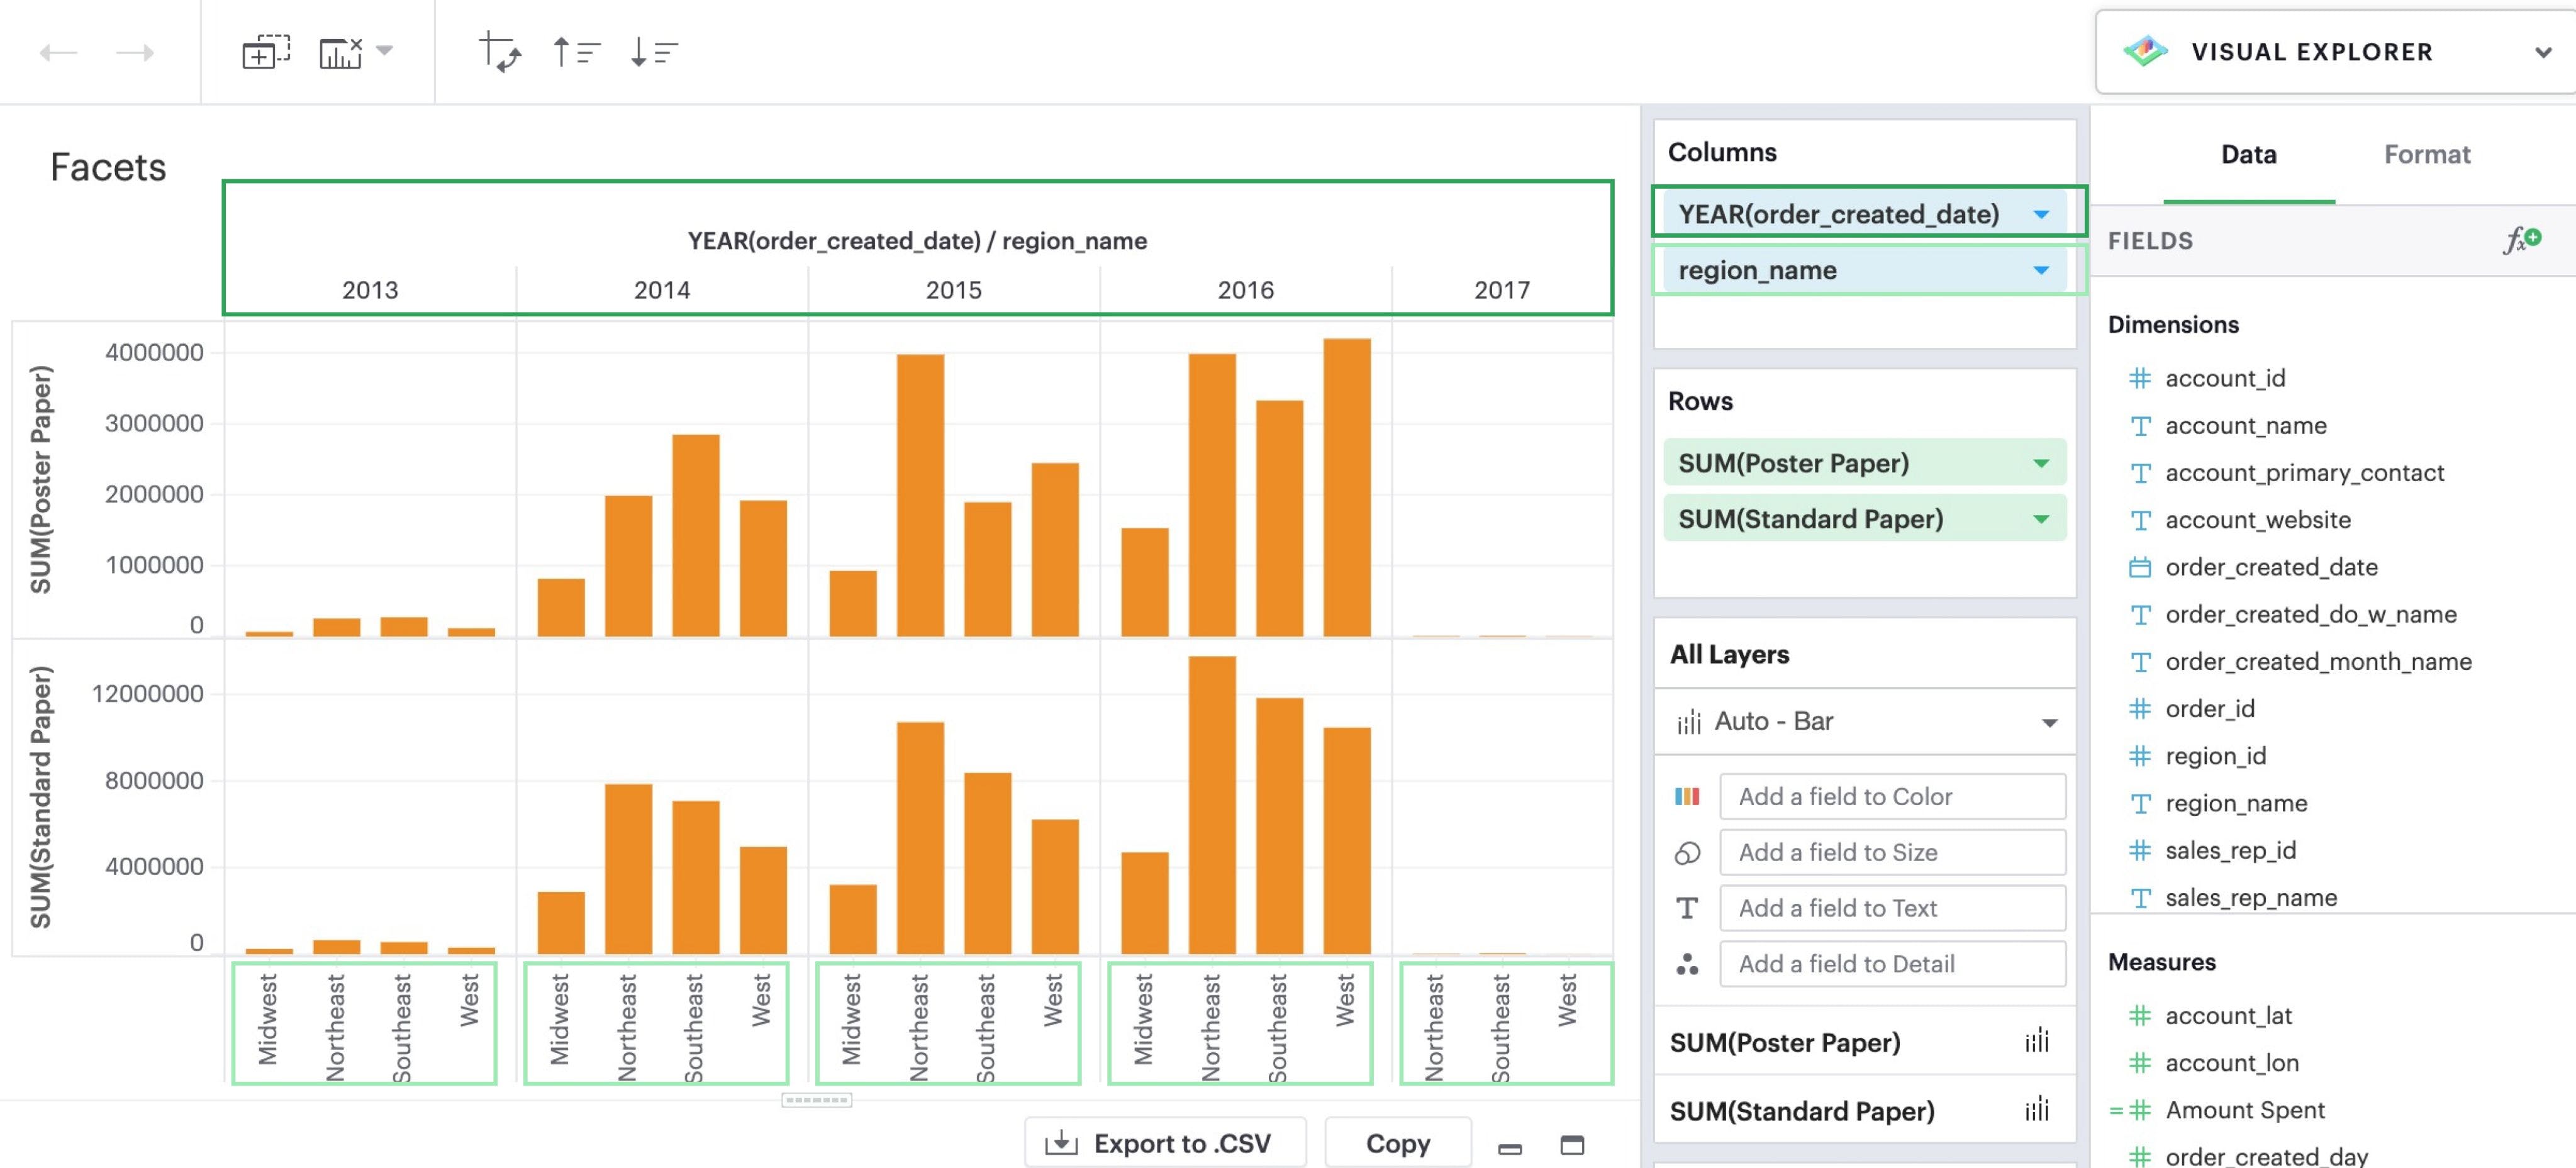 VISUAL EXPLORER
Facets
YEAR(order_created_date) / region_name
2013 2014 2015 2016 2017
SUM(Poster Paper)
4000000
3000000
2000000
1000000
0
SUM(Standard Paper)
12000000
8000000
4000000
0
Midwest Northeast Southeast West Midwest Northeast Southeast West Midwest Northeast Southeast West Midwest Northeast Southeast West Northeast Southeast West
Export to .CSV Copy
Columns
YEAR(order_created_date)
region_name
Rows
SUM(Poster Paper)
SUM(Standard Paper)
All Layers
Auto - Bar
Add a field to Color
Add a field to Size
T Add a field to Text
Add a field to Detail
SUM(Poster Paper)
SUM(Standard Paper)
Data Format
FIELDS fx
Dimensions
# account_id
T account_name
T account_primary_contact
T account_website
order_created_date
T order_created_do_w_name
T order_created_month_name
# order_id
# region_id
T region_name
# sales_rep_id
T sales_rep_name
Measures
# account_lat
# account_lon
=# Amount Spent
# order_created_day